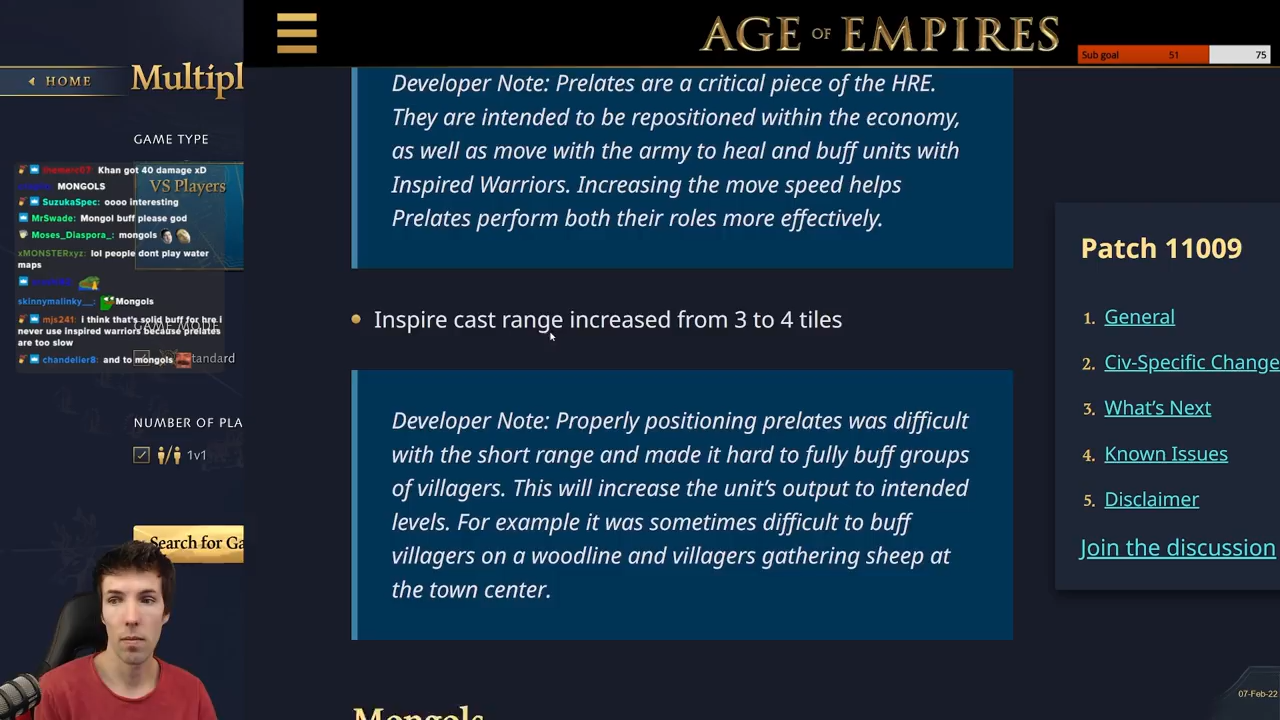 AGE OF EMPIRES
Sub goal 51 75
HOME
Multipl
GAME TYPE
VS Players
Khan got 40 damage xD
MONGOLS
SuzukaSpec: oooo interesting
MrSwade: Mongol buff please god
Moses_Diaspora_: mongols
xMONSTERxyz: lol people dont play water
maps
skinnymalinky__: Mongols
mjs241: i think that's solid buff for hre i
never use inspired warriors because prelates
are too slow
chandelier8: and to mongols
GAME MODE
tandard
NUMBER OF PLA
1v1
Search for Ga
Developer Note: Prelates are a critical piece of the HRE.
They are intended to be repositioned within the economy,
as well as move with the army to heal and buff units with
Inspired Warriors. Increasing the move speed helps
Prelates perform both their roles more effectively.
Inspire cast range increased from 3 to 4 tiles
Developer Note: Properly positioning prelates was difficult
with the short range and made it hard to fully buff groups
of villagers. This will increase the unit's output to intended
levels. For example it was sometimes difficult to buff
villagers on a woodline and villagers gathering sheep at
the town center.
Mongols
Patch 11009
1. General
2. Civ-Specific Change
3. What's Next
4. Known Issues
5. Disclaimer
Join the discussion
07-Feb-22